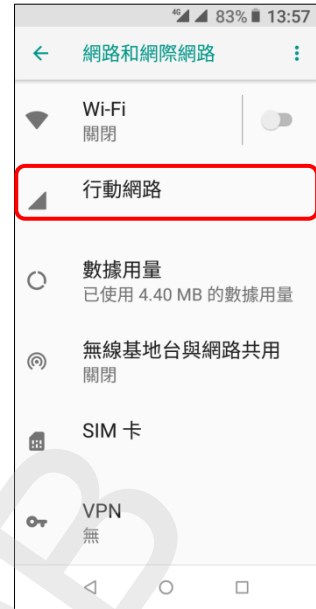 4G 83% 13:57
網路和網際網路
Wi-Fi
關閉
行動網路
數據用量
已使用 4.40 MB 的數據用量
無線基地台與網路共用
關閉
SIM 卡
VPN
無